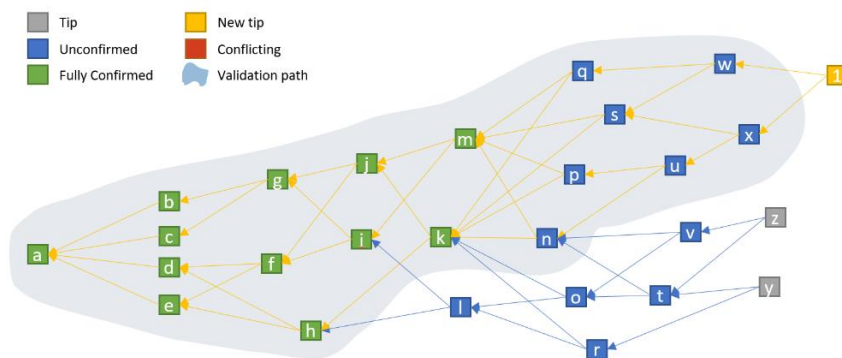 Tip
New tip
Unconfirmed
Conflicting
Fully Confirmed
Validation path
q
w
1
s
x
m
j
p
u
g
b
z
c
k
n
v
i
a
d
f
y
e
l
o
t
h
r